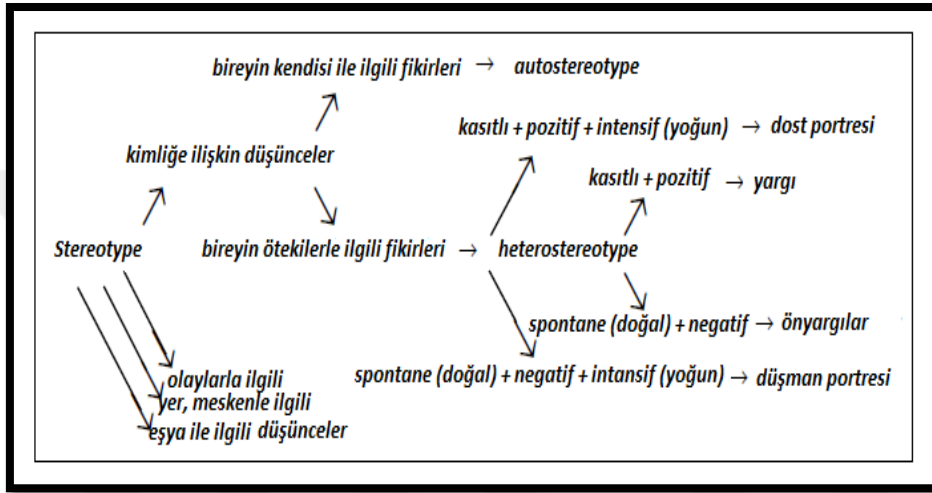 bireyin kendisi ile ilgili fikirleri → autostereotype
kasıtlı + pozitif + intensif (yoğun) → dost portresi
kimliğe ilişkin düşünceler
kasıtlı + pozitif → yargı
Stereotype
bireyin ötekilerle ilgili fikirleri → heterostereotype
spontane (doğal) + negatif → önyargılar
spontane (doğal) + negatif + intansif (yoğun) → düşman portresi
olaylarla ilgili
yer, meskenle ilgili
eşya ile ilgili düşünceler